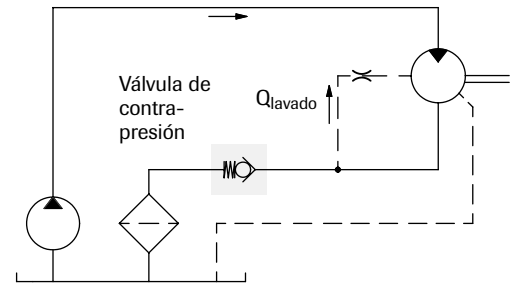 Válvula de
contra-
presión
Qlavado